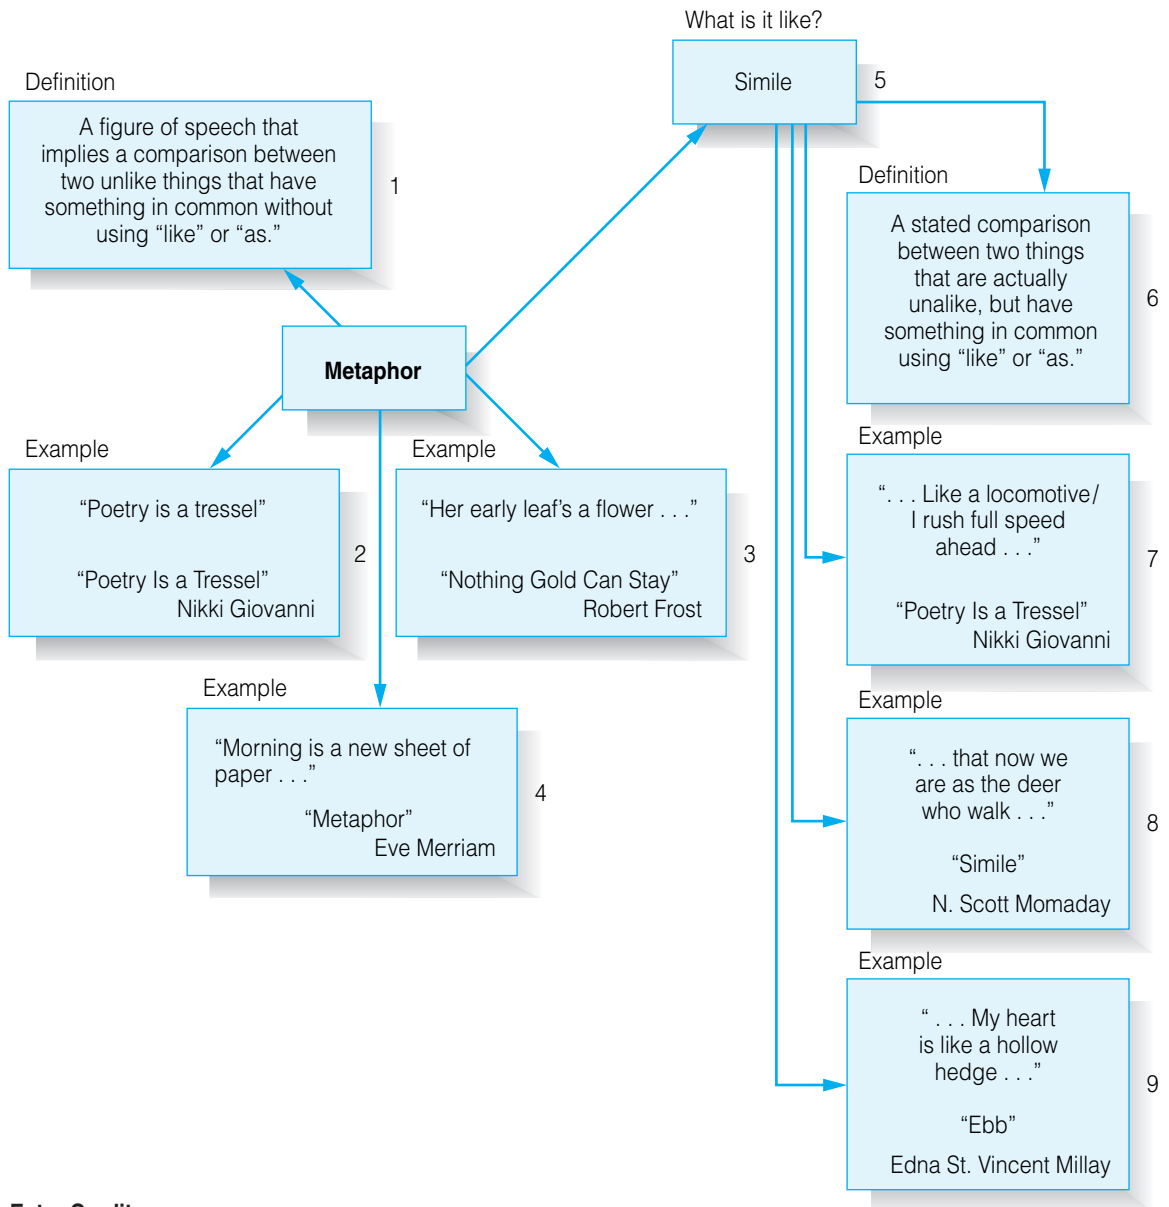 What is it like?
Simile
5
Definition
A figure of speech that
implies a comparison between
two unlike things that have
something in common without
using “like” or “as.”
1
Definition
A stated comparison
between two things
that are actually
unalike, but have
something in common
using “like” or “as.”
6
Metaphor
Example
“Poetry is a tressel”
“Poetry Is a Tressel”
Nikki Giovanni
2
Example
“Her early leaf’s a flower . . .”
“Nothing Gold Can Stay”
Robert Frost
3
Example
“. . . Like a locomotive/
I rush full speed
ahead . . .”
“Poetry Is a Tressel”
Nikki Giovanni
7
Example
“Morning is a new sheet of
paper . . .”
“Metaphor”
Eve Merriam
4
Example
“. . . that now we
are as the deer
who walk . . .”
“Simile”
N. Scott Momaday
8
Example
“ . . . My heart
is like a hollow
hedge . . .”
“Ebb”
Edna St. Vincent Millay
9